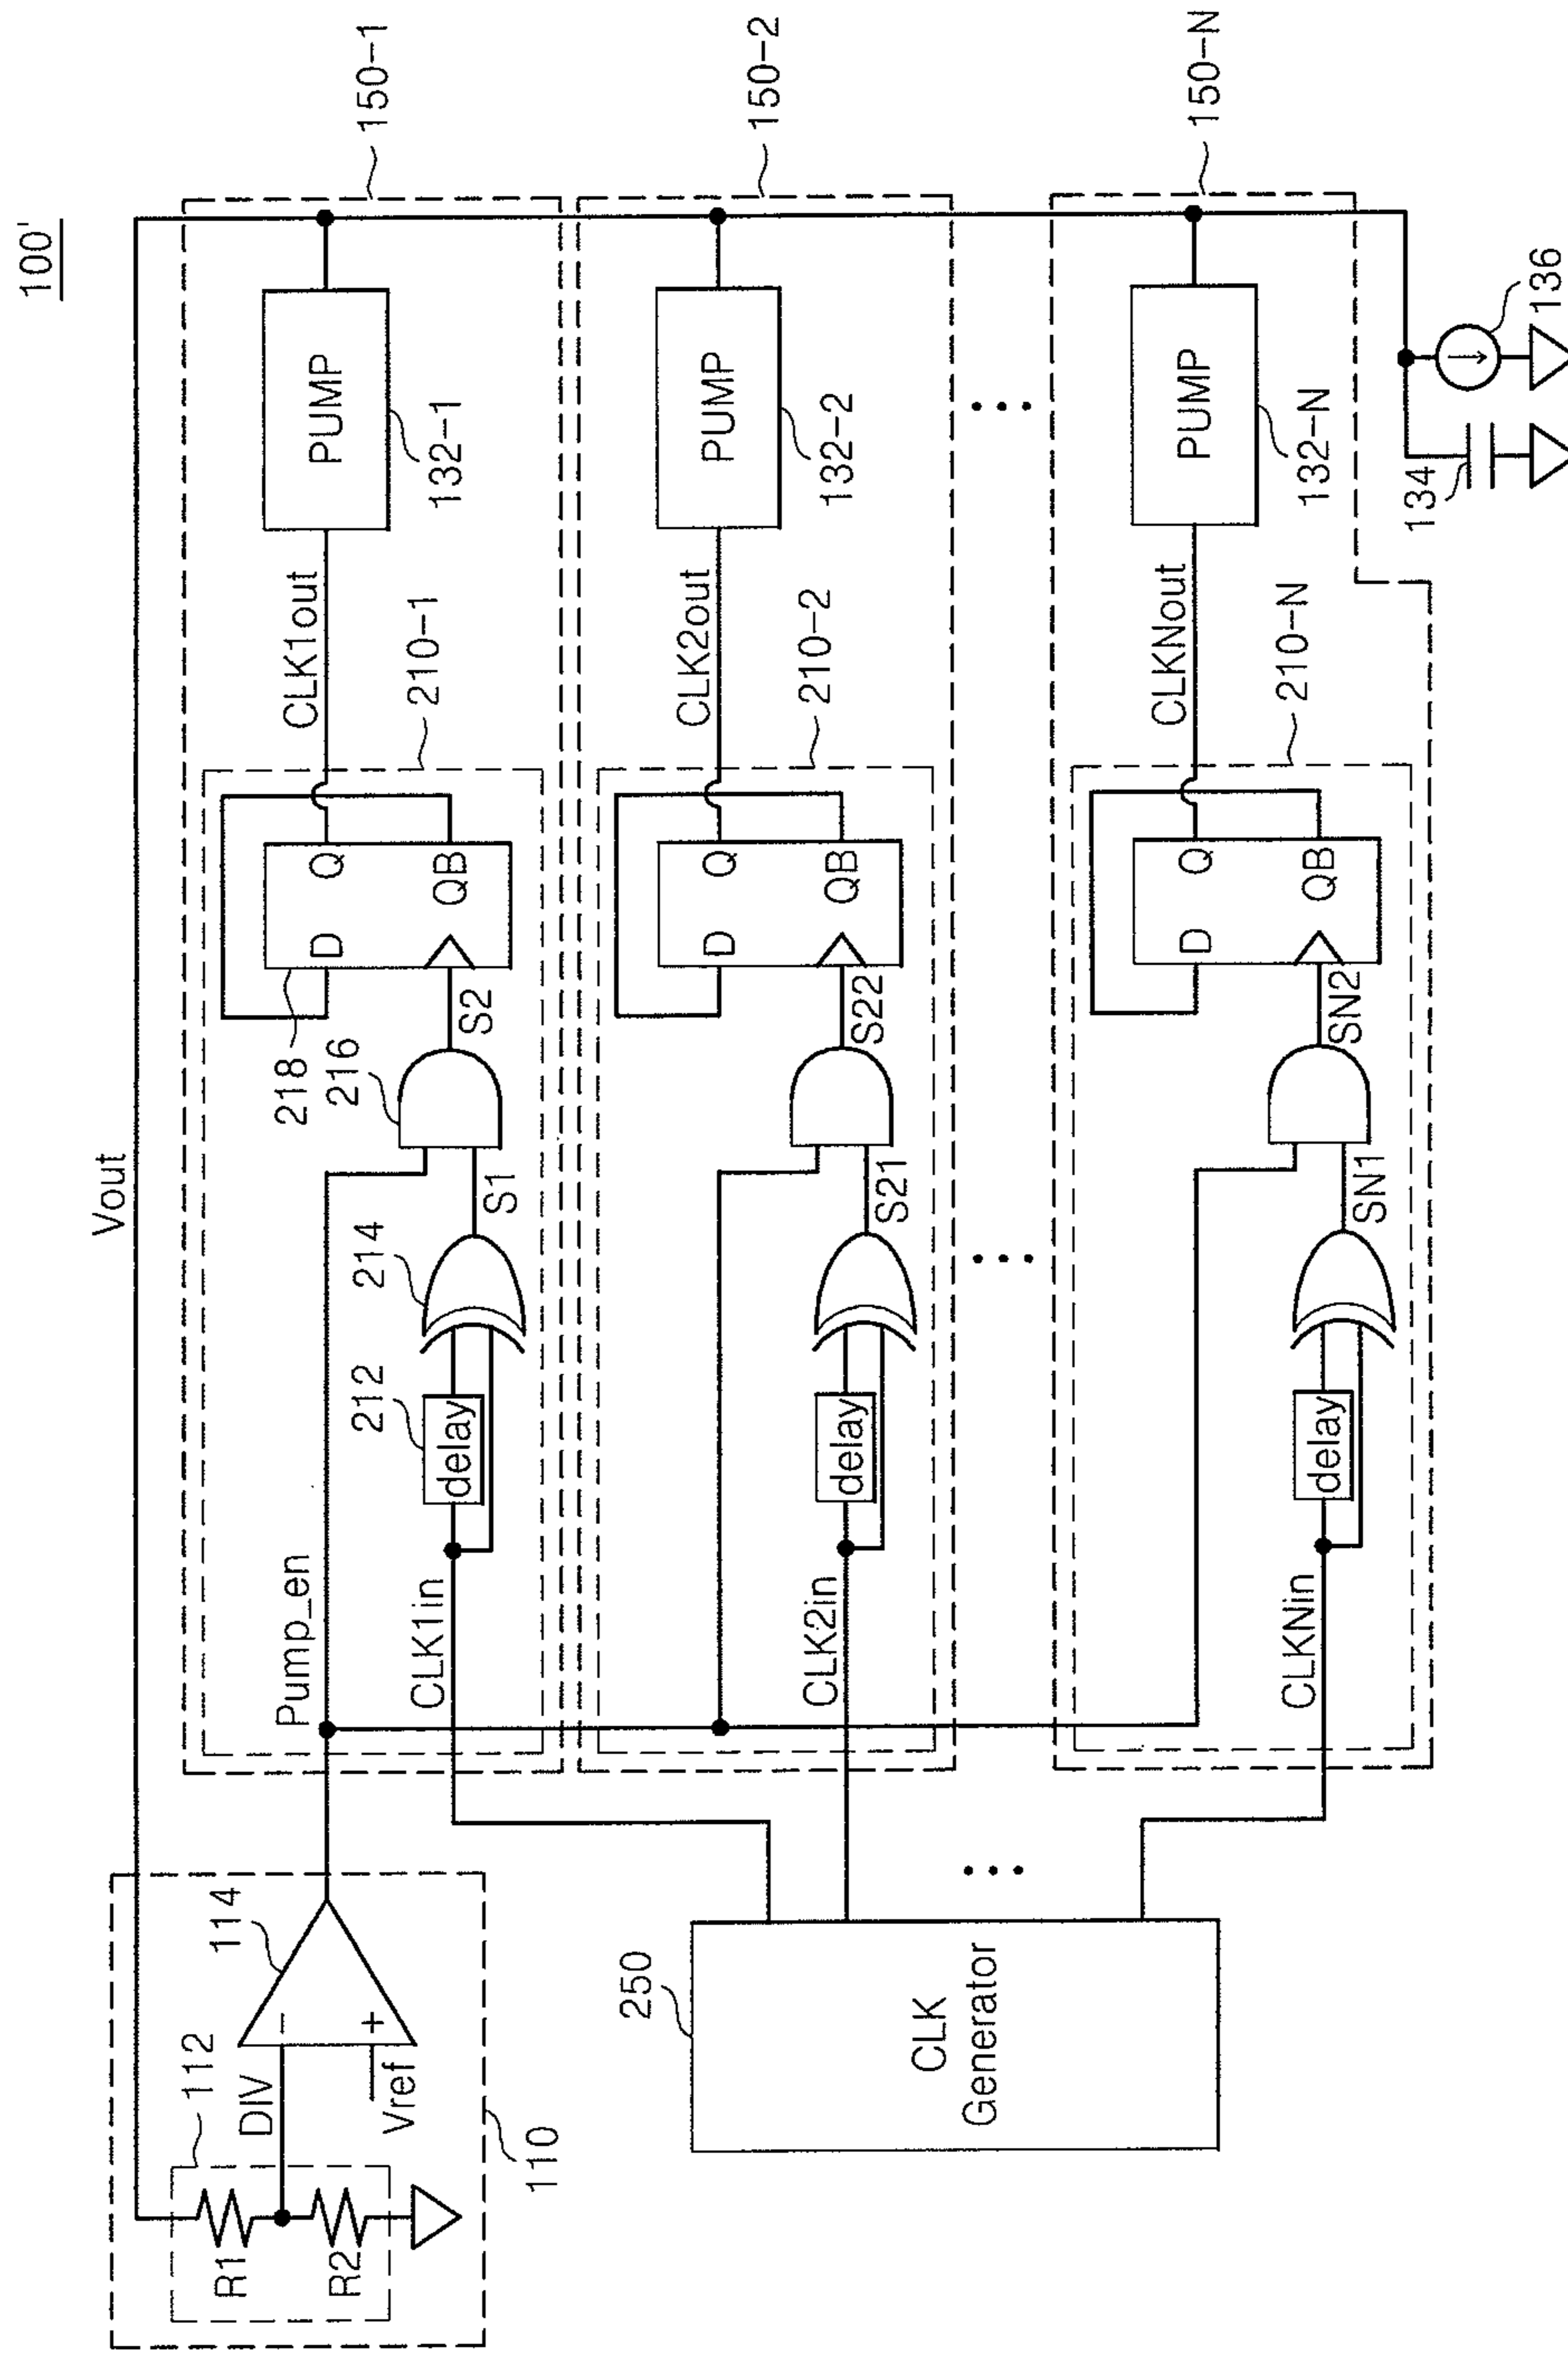 100'
Vout
110
112
R1
R2
DIV
Vref
−
+
114
Pump_en
CLK1in
212
delay
214
S1
216
S2
218
D
Q
QB
210-1
CLK1out
PUMP
132-1
150-1
250
CLK
Generator
...
CLK2in
delay
S21
S22
D
Q
QB
210-2
CLK2out
PUMP
132-2
150-2
...
...
CLKNin
delay
SN1
SN2
D
Q
QB
210-N
CLKNout
PUMP
132-N
150-N
134
136